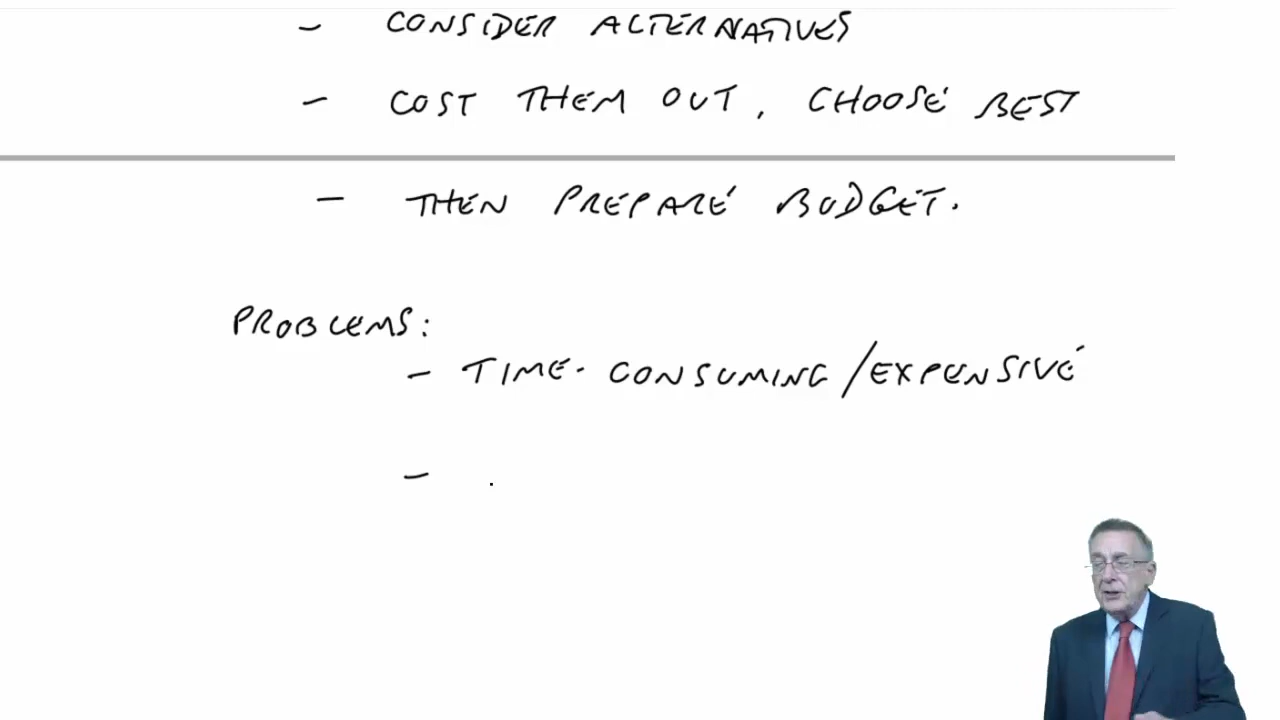 - CONSIDER ALTERNATIVES
- COST THEM OUT, CHOOSE BEST
- THEN PREPARE BUDGET.
PROBLEMS:
- TIME-CONSUMING/EXPENSIVE
-